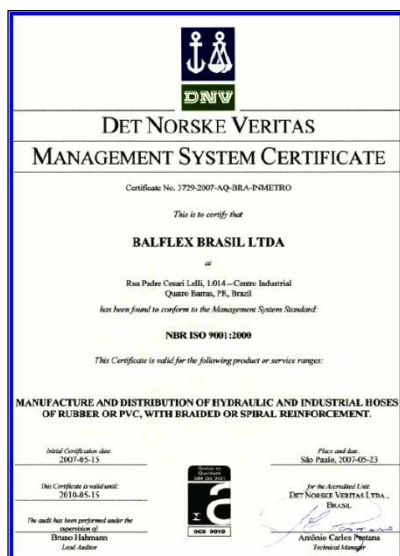 DNV
DET NORSKE VERITAS
MANAGEMENT SYSTEM CERTIFICATE
Certificate No. 3729-2007-AQ-BRA-INMETRO
This is to certify that
BALFLEX BRASIL LTDA
at
Rua Padre Cesari Lelli, 1.014 – Centro Industrial
Quatro Barras, PR, Brazil
has been found to conform to the Management System Standard:
NBR ISO 9001:2000
This Certificate is valid for the following product or service ranges:
MANUFACTURE AND DISTRIBUTION OF HYDRAULIC AND INDUSTRIAL HOSES
OF RUBBER OR PVC, WITH BRAIDED OR SPIRAL REINFORCEMENT.
Initial Certification date:
2007-05-15
Place and date:
São Paulo, 2007-05-23
This Certificate is valid until:
2010-05-15
for the Accredited Unit:
DET NORSKE VERITAS LTDA.,
BRASIL
The audit has been performed under the
supervision of:
Bruno Hahmann
Lead Auditor
OCS 0010
Antônio Carlos Pestana
Technical Manager